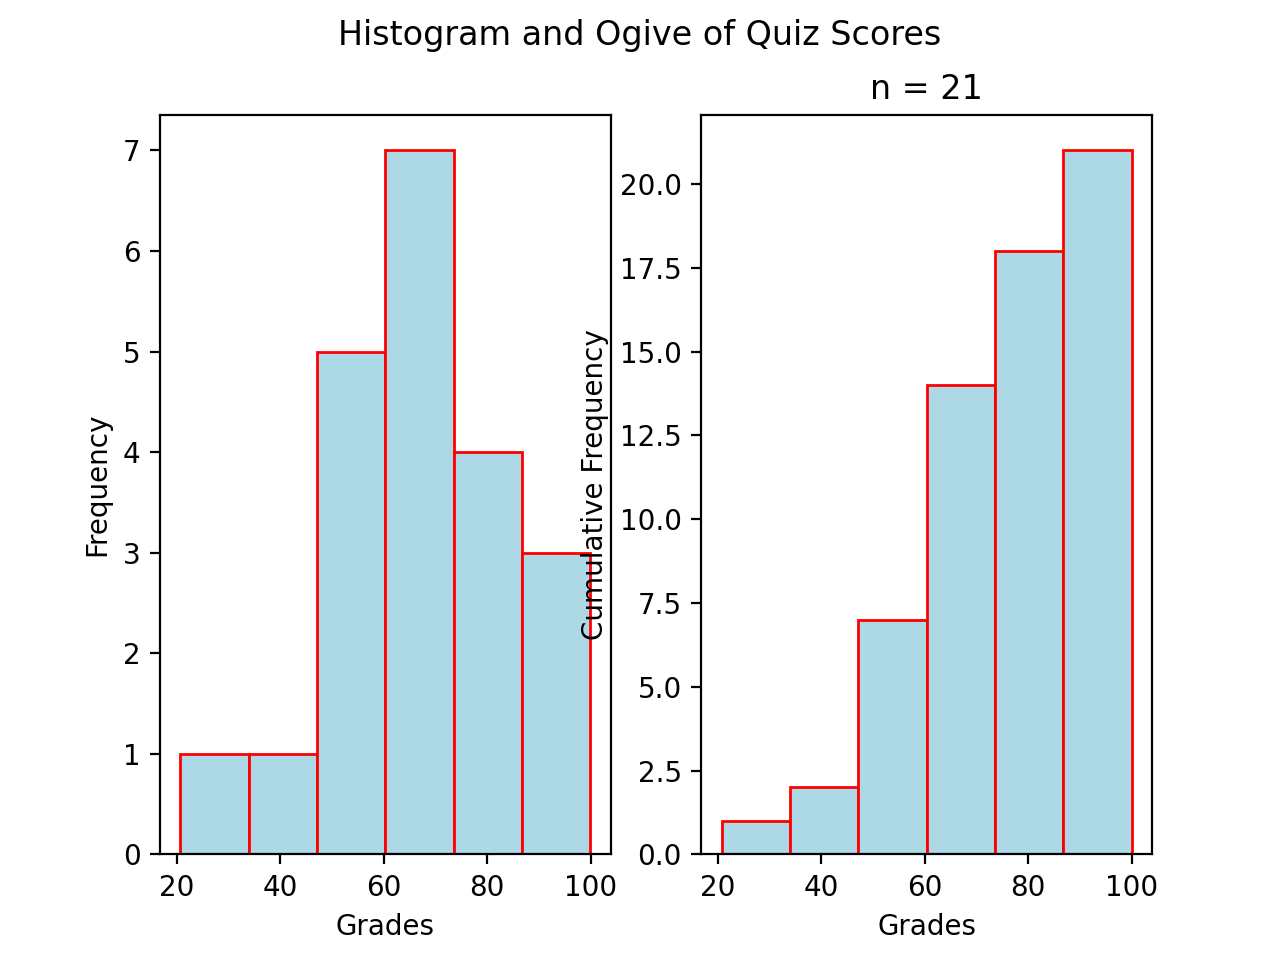 Histogram and Ogive of Quiz Scores
Frequency
7
6
5
4
3
2
1
0
20 40 60 80 100
Grades
n = 21
Cumulative Frequency
20.0
17.5
15.0
12.5
10.0
7.5
5.0
2.5
0.0
20 40 60 80 100
Grades